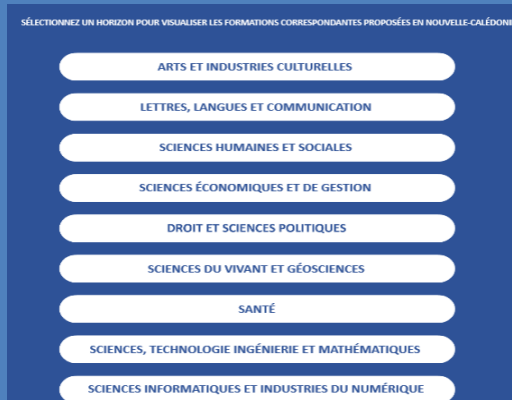 SÉLECTIONNEZ UN HORIZON POUR VISUALISER LES FORMATIONS CORRESPONDANTES PROPOSÉES EN NOUVELLE-CALÉDONI
ARTS ET INDUSTRIES CULTURELLES
LETTRES, LANGUES ET COMMUNICATION
SCIENCES HUMAINES ET SOCIALES
SCIENCES ÉCONOMIQUES ET DE GESTION
DROIT ET SCIENCES POLITIQUES
SCIENCES DU VIVANT ET GÉOSCIENCES
SANTÉ
SCIENCES, TECHNOLOGIE INGÉNIERIE ET MATHÉMATIQUES
SCIENCES INFORMATIQUES ET INDUSTRIES DU NUMÉRIQUE